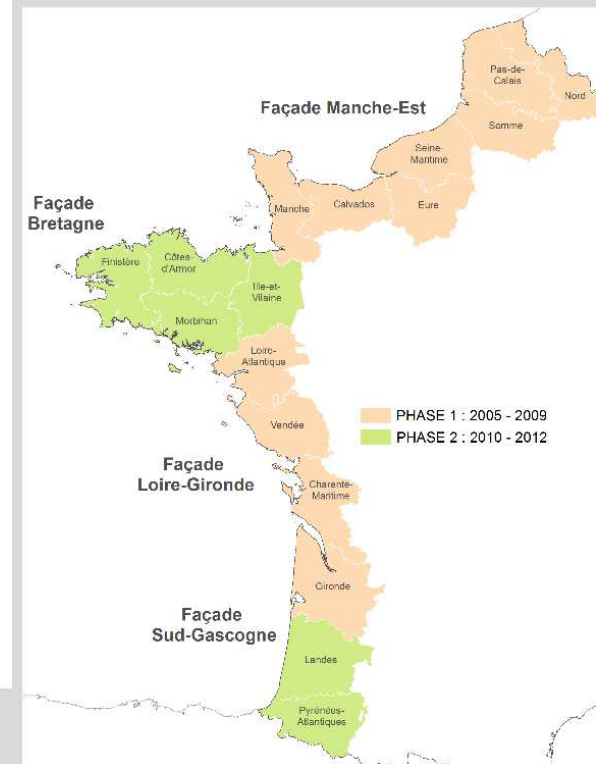 Pas-de-
Calais
Nord
Façade Manche-Est
Somme
Seine-
Maritime
Manche
Calvados
Eure
Façade
Bretagne
Finistère
Côtes-
d'Armor
Ille-et-
Vilaine
Morbihan
Loire-
Atlantique
PHASE 1 : 2005 - 2009
PHASE 2 : 2010 - 2012
Vendée
Façade
Loire-Gironde
Charente-
Maritime
Gironde
Façade
Sud-Gascogne
Landes
Pyrénées-
Atlantiques